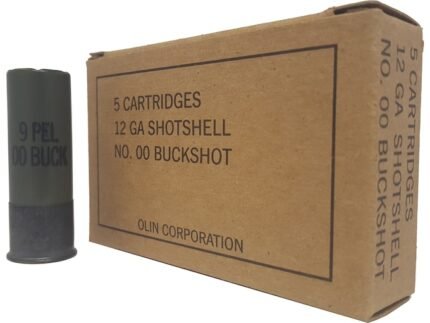 9 PEL.
00 BUCK
5 CARTRIDGES
12 GA SHOTSHELL
NO. 00 BUCKSHOT
OLIN CORPORATION
5 CARTRIDGES
12 GA SHOTSHELL
NO. 00 BUCKSHOT